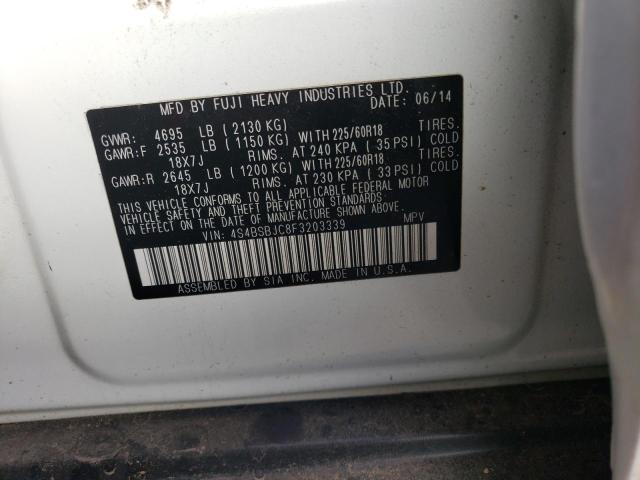 MFD BY FUJI HEAVY INDUSTRIES LTD.
DATE: 06/14
GVWR: 4695 LB (2130 KG)
GAWR:F 2535 LB (1150 KG) WITH 225/60R18 TIRES.
18X7J RIMS. AT 240 KPA (35 PSI) COLD
GAWR:R 2645 LB (1200 KG) WITH 225/60R18 TIRES.
18X7J RIMS. AT 230 KPA (33 PSI) COLD
THIS VEHICLE CONFORMS TO ALL APPLICABLE FEDERAL MOTOR
VEHICLE SAFETY AND THEFT PREVENTION STANDARDS
IN EFFECT ON THE DATE OF MANUFACTURE SHOWN ABOVE.
VIN: 4S4BSBJC8F3203339 MPV
ASSEMBLED BY SIA INC. MADE IN U.S.A.